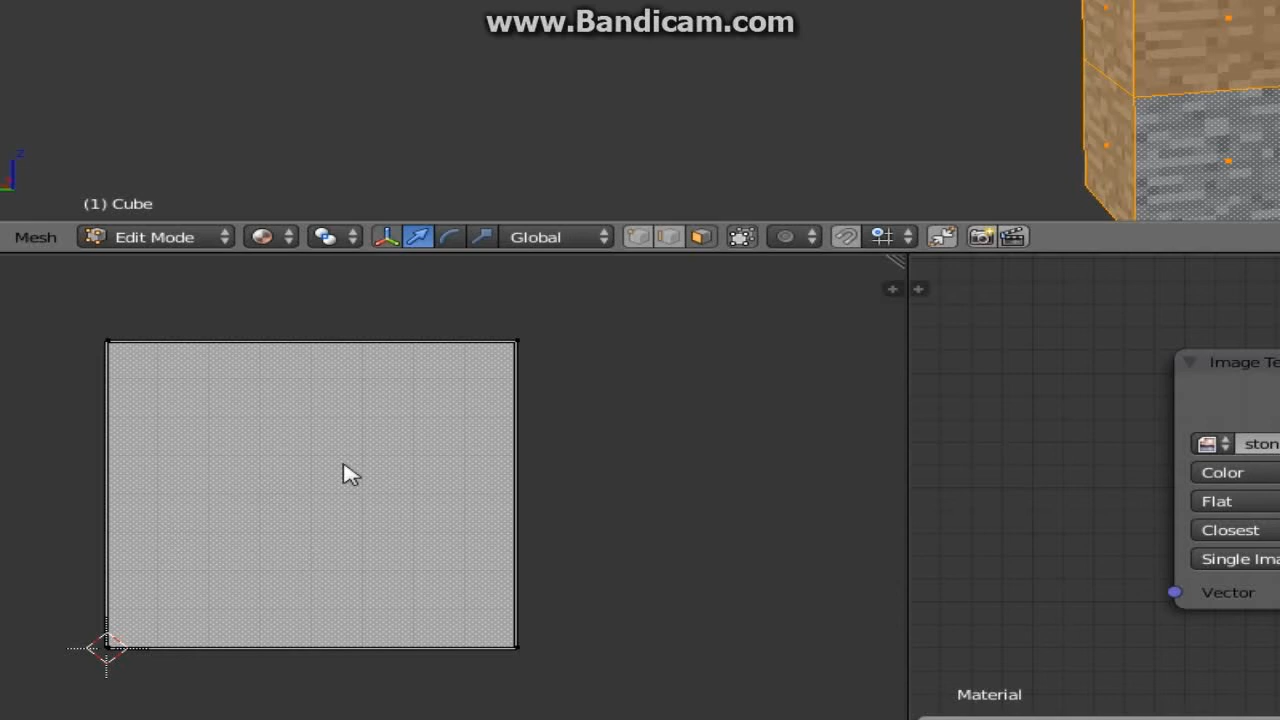 www.Bandicam.com
z
(1) Cube
Mesh Edit Mode Global
Image Te
ston
Color
Flat
Closest
Single Ima
Vector
Material